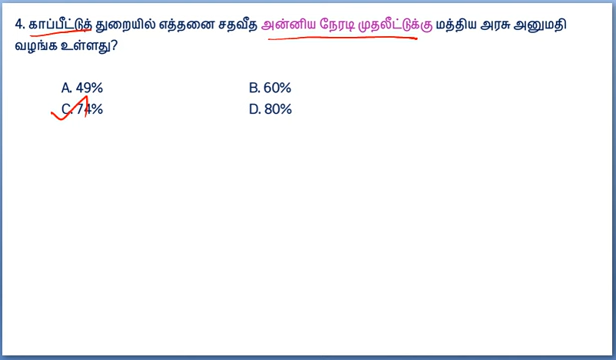 4. காப்பீட்டுத் துறையில் எத்தனை சதவீத அன்னிய நேரடி முதலீட்டுக்கு மத்திய அரசு அனுமதி
வழங்க உள்ளது?
A. 49% B. 60%
C. 74% D. 80%